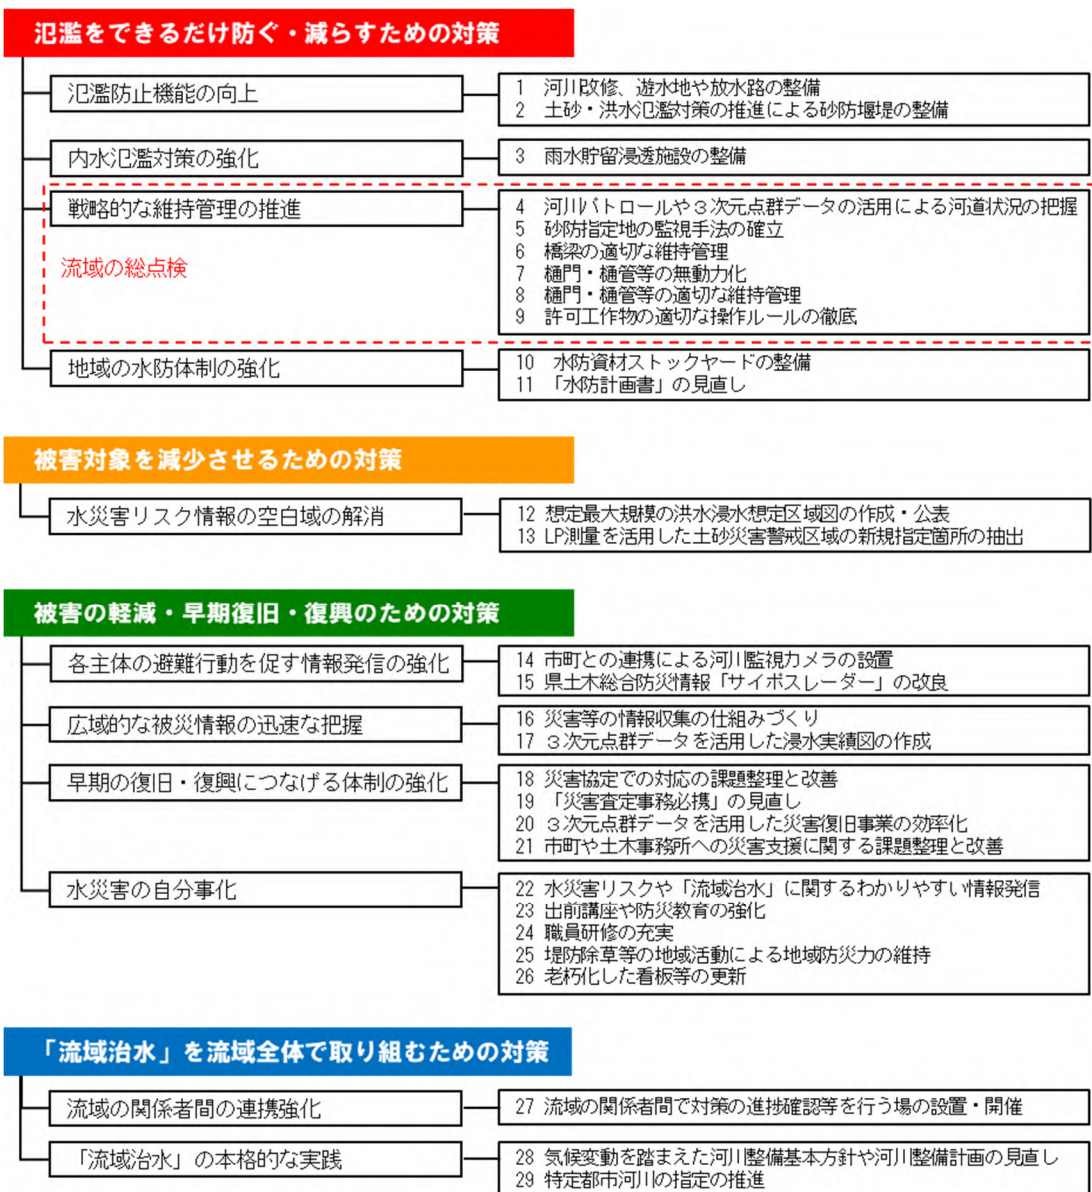 氾濫をできるだけ防ぐ・減らすための対策
氾濫防止機能の向上
1 河川改修、遊水地や放水路の整備
2 土砂・洪水氾濫対策の推進による砂防堰堤の整備
内水氾濫対策の強化
3 雨水貯留浸透施設の整備
戦略的な維持管理の推進
流域の総点検
4 河川パトロールや３次元点群データの活用による河道状況の把握
5 砂防指定地の監視手法の確立
6 橋梁の適切な維持管理
7 樋門・樋管等の無動力化
8 樋門・樋管等の適切な維持管理
9 許可工作物の適切な操作ルールの徹底
地域の水防体制の強化
10 水防資材ストックヤードの整備
11 「水防計画書」の見直し
被害対象を減少させるための対策
水災害リスク情報の空白域の解消
12 想定最大規模の洪水浸水想定区域図の作成・公表
13 LP測量を活用した土砂災害警戒区域の新規指定箇所の抽出
被害の軽減・早期復旧・復興のための対策
各主体の避難行動を促す情報発信の強化
14 市町との連携による河川監視カメラの設置
15 県土木総合防災情報「サイポスレーダー」の改良
広域的な被災情報の迅速な把握
16 災害等の情報収集の仕組みづくり
17 ３次元点群データを活用した浸水実績図の作成
早期の復旧・復興につなげる体制の強化
18 災害協定での対応の課題整理と改善
19 「災害査定事務必携」の見直し
20 ３次元点群データを活用した災害復旧事業の効率化
21 市町や土木事務所への災害支援に関する課題整理と改善
水災害の自分事化
22 水災害リスクや「流域治水」に関するわかりやすい情報発信
23 出前講座や防災教育の強化
24 職員研修の充実
25 堤防除草等の地域活動による地域防災力の維持
26 老朽化した看板等の更新
「流域治水」を流域全体で取り組むための対策
流域の関係者間の連携強化
27 流域の関係者間で対策の進捗確認等を行う場の設置・開催
「流域治水」の本格的な実践
28 気候変動を踏まえた河川整備基本方針や河川整備計画の見直し
29 特定都市河川の指定の推進